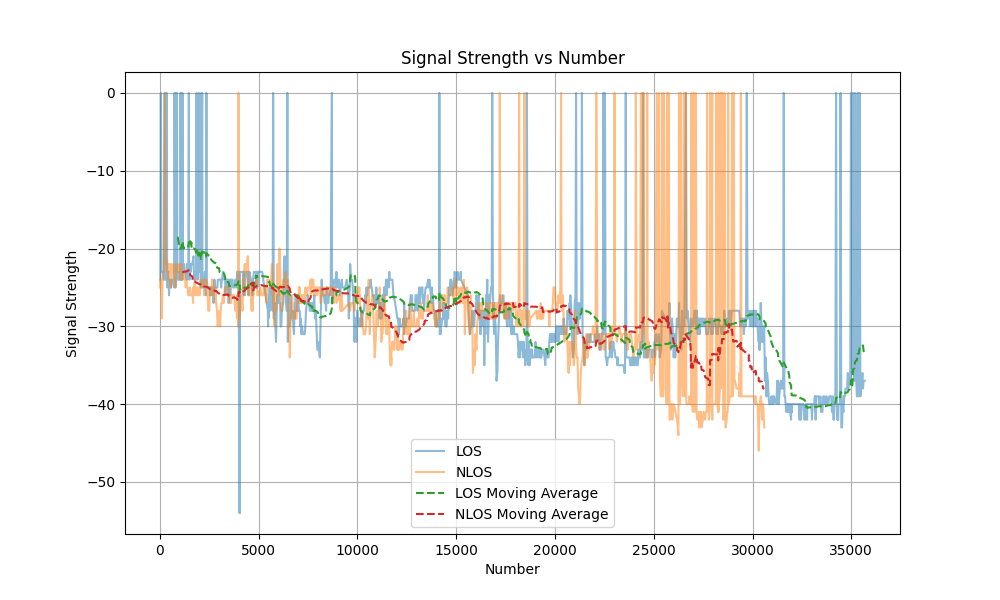 Signal Strength vs Number
0
−10
−20
−30
−40
−50
Signal Strength
LOS
NLOS
LOS Moving Average
NLOS Moving Average
0 5000 10000 15000 20000 25000 30000 35000
Number